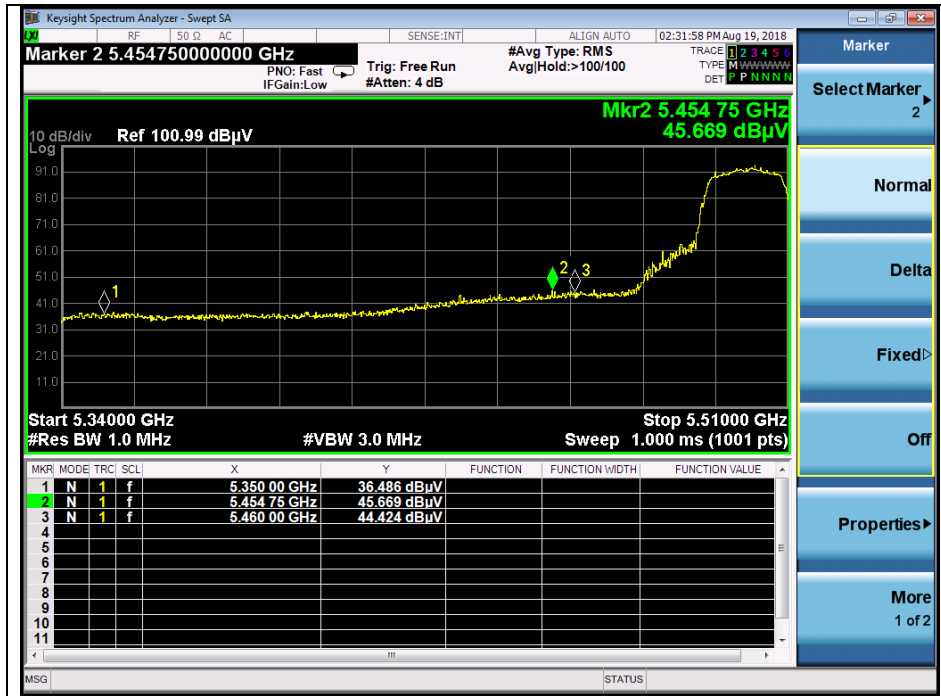 Keysight Spectrum Analyzer - Swept SA
LXI RF 50 Ω AC SENSE:INT ALIGN AUTO 02:31:58 PM Aug 19, 2018
Marker 2 5.454750000000 GHz
PNO: Fast
IFGain:Low
Trig: Free Run
#Atten: 4 dB
#Avg Type: RMS
Avg|Hold:>100/100
TRACE 1 2 3 4 5 6
TYPE M WWWWW
DET P P N N N N
Mkr2 5.454 75 GHz
45.669 dBµV
10 dB/div Ref 100.99 dBµV
Log
91.0
81.0
71.0
61.0
51.0
41.0
31.0
21.0
11.0
1
2
3
Start 5.34000 GHz Stop 5.51000 GHz
#Res BW 1.0 MHz #VBW 3.0 MHz Sweep 1.000 ms (1001 pts)
MKR MODE TRC SCL X Y FUNCTION FUNCTION WIDTH FUNCTION VALUE
1 N 1 f 5.350 00 GHz 36.486 dBµV
2 N 1 f 5.454 75 GHz 45.669 dBµV
3 N 1 f 5.460 00 GHz 44.424 dBµV
4
5
6
7
8
9
10
11
MSG STATUS
Marker
Select Marker
2
Normal
Delta
Fixed
Off
Properties
More
1 of 2